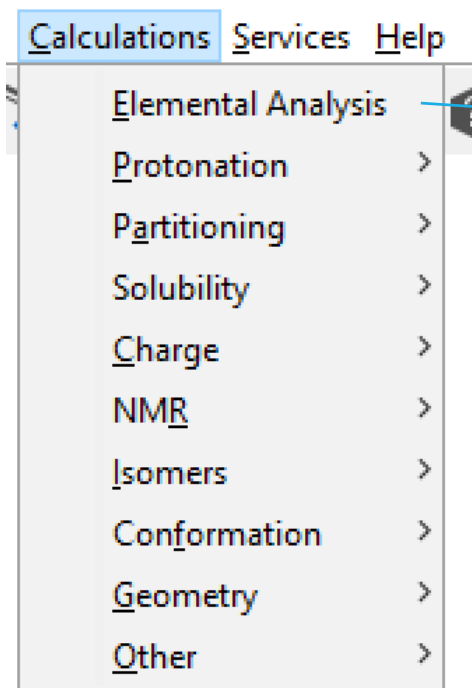 Calculations Services Help
Elemental Analysis
Protonation
Partitioning
Solubility
Charge
NMR
Isomers
Conformation
Geometry
Other